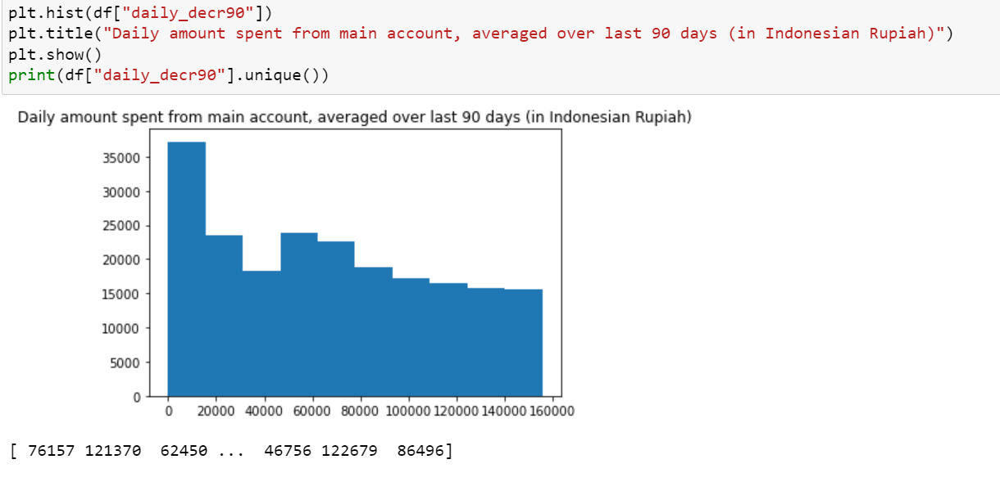 plt.hist(df["daily_decr90"])
plt.title("Daily amount spent from main account, averaged over last 90 days (in Indonesian Rupiah)")
plt.show()
print(df["daily_decr90"].unique())
Daily amount spent from main account, averaged over last 90 days (in Indonesian Rupiah)
35000
30000
25000
20000
15000
10000
5000
0
0 20000 40000 60000 80000 100000 120000 140000 160000
[ 76157 121370  62450 ...  46756 122679  86496]